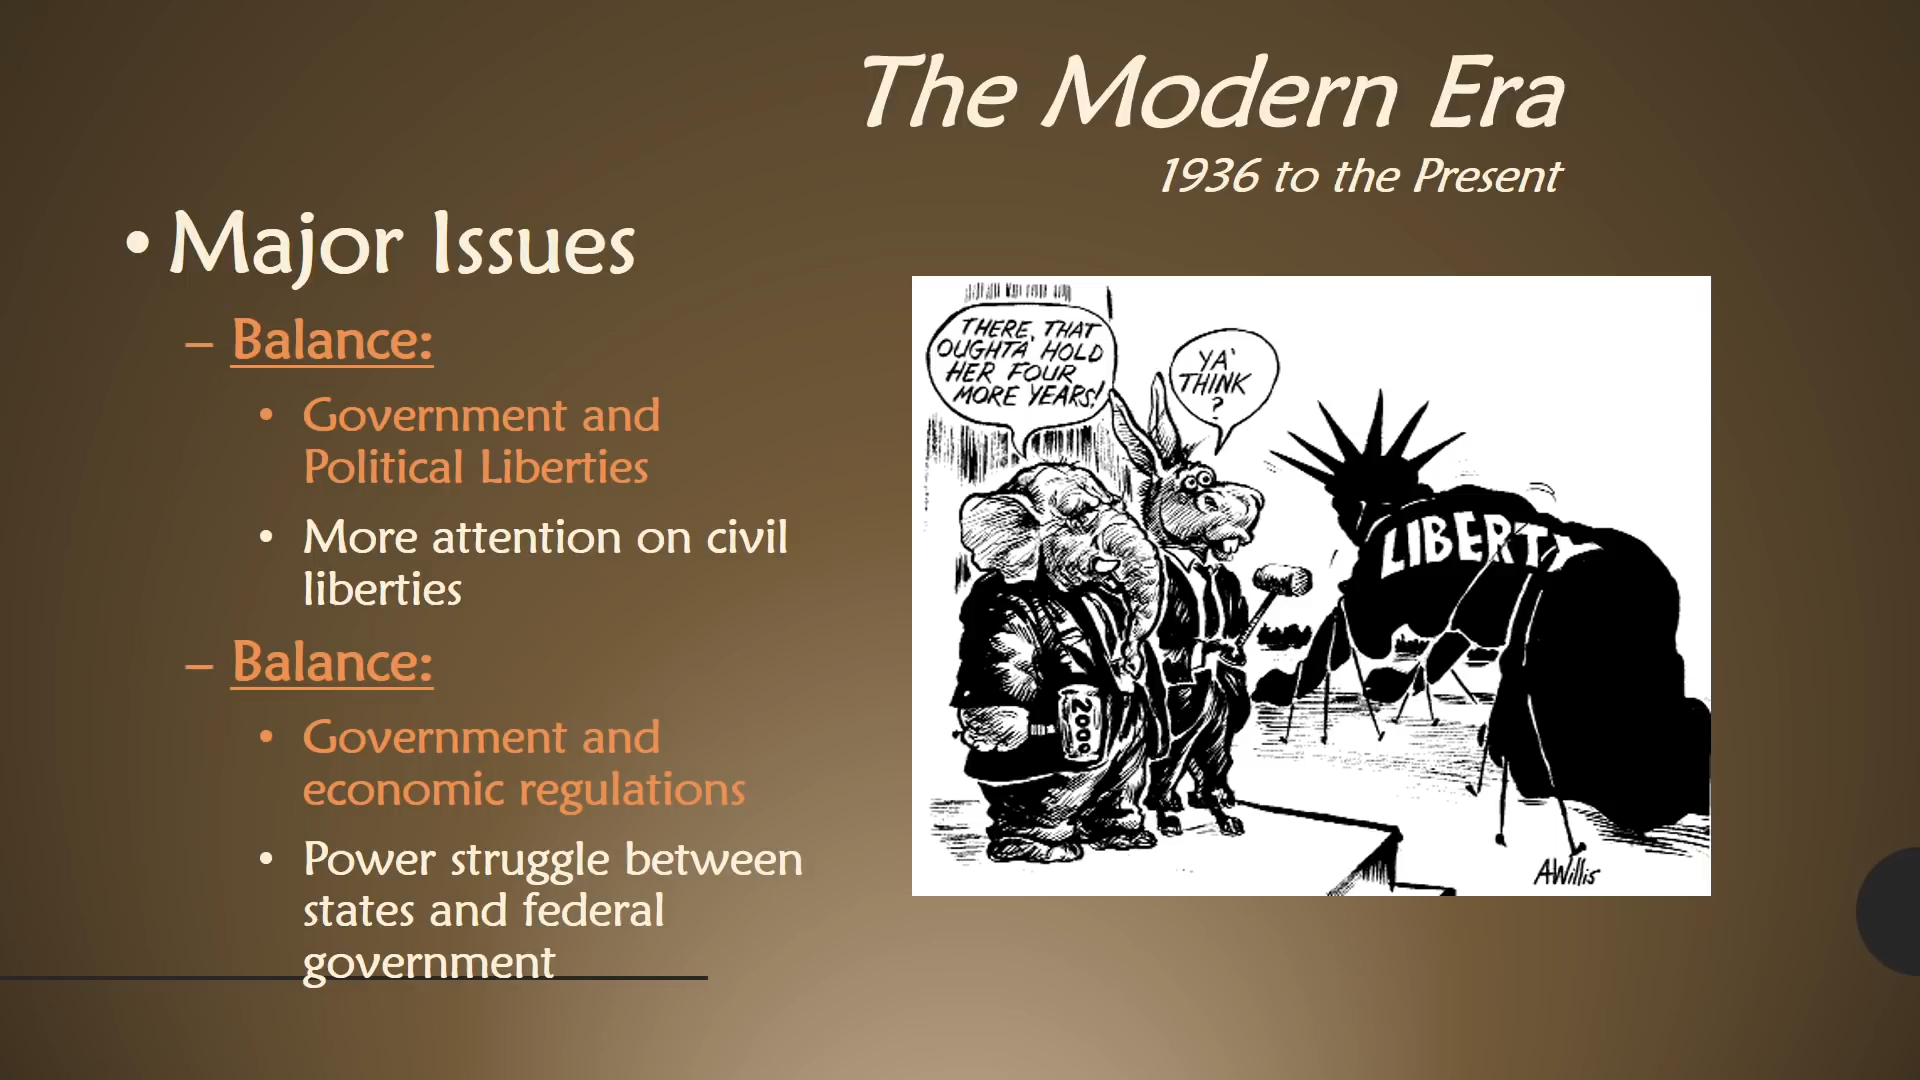 The Modern Era
1936 to the Present
• Major Issues
– Balance:
• Government and
Political Liberties
• More attention on civil
liberties
– Balance:
• Government and
economic regulations
• Power struggle between
states and federal
government
THERE, THAT
OUGHTA' HOLD
HER FOUR
MORE YEARS!
YA'
THINK
?
LIBERTY
2000
AWillis